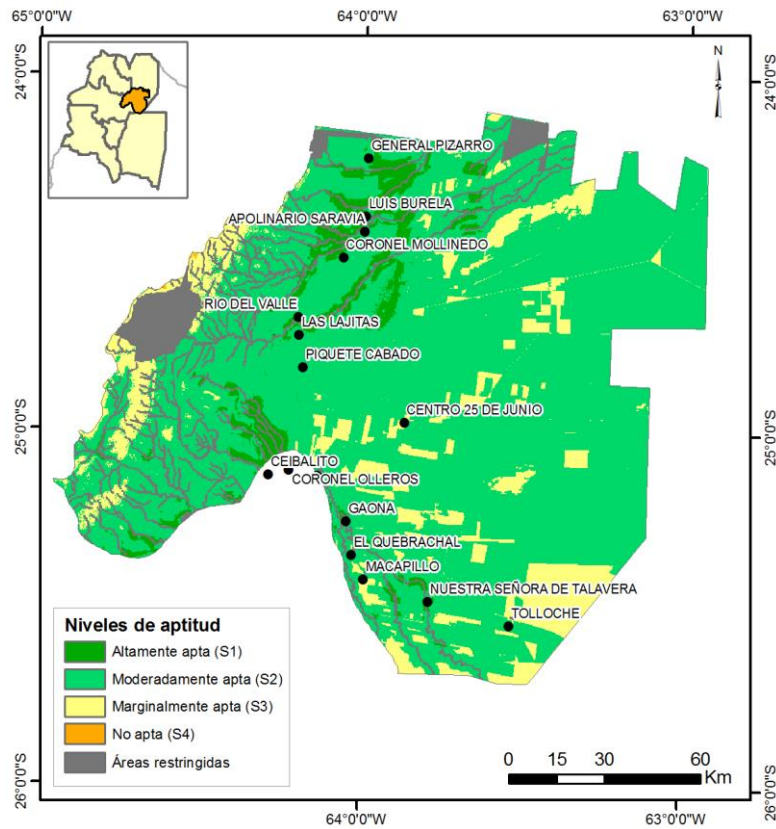 65°0'0"W
64°0'0"W
63°0'0"W
24°0'0"S
24°0'0"S
N
GENERAL PIZARRO
LUIS BURELA
APOLINARIO SARAVIA
CORONEL MOLLINEDO
RIO DEL VALLE
LAS LAJITAS
PIQUETE CABADO
CENTRO 25 DE JUNIO
25°0'0"S
25°0'0"S
CEIBALITO
CORONEL OLLEROS
GAONA
EL QUEBRACHAL
MACAPILLO
NUESTRA SEÑORA DE TALAVERA
TOLLOCHE
Niveles de aptitud
Altamente apta (S1)
Moderadamente apta (S2)
Marginalmente apta (S3)
No apta (S4)
Áreas restringidas
0 15 30 60
Km
26°0'0"S
26°0'0"S
64°0'0"W
63°0'0"W